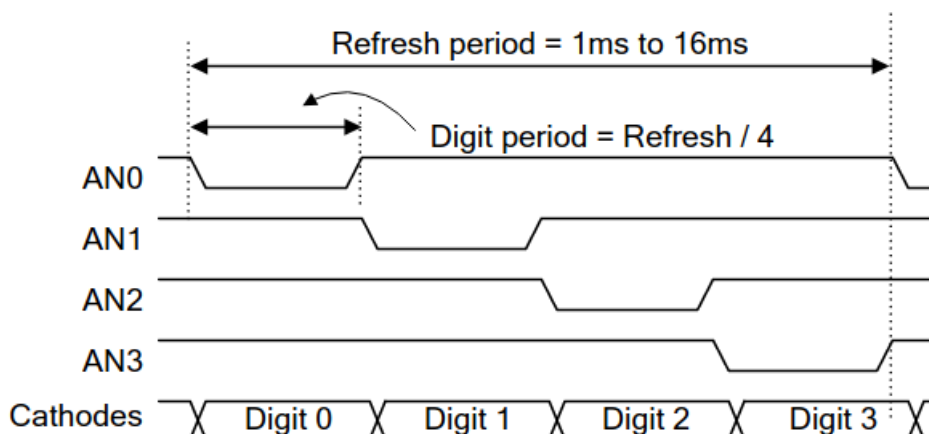 Refresh period = 1ms to 16ms
Digit period = Refresh / 4
AN0
AN1
AN2
AN3
Cathodes Digit 0 Digit 1 Digit 2 Digit 3